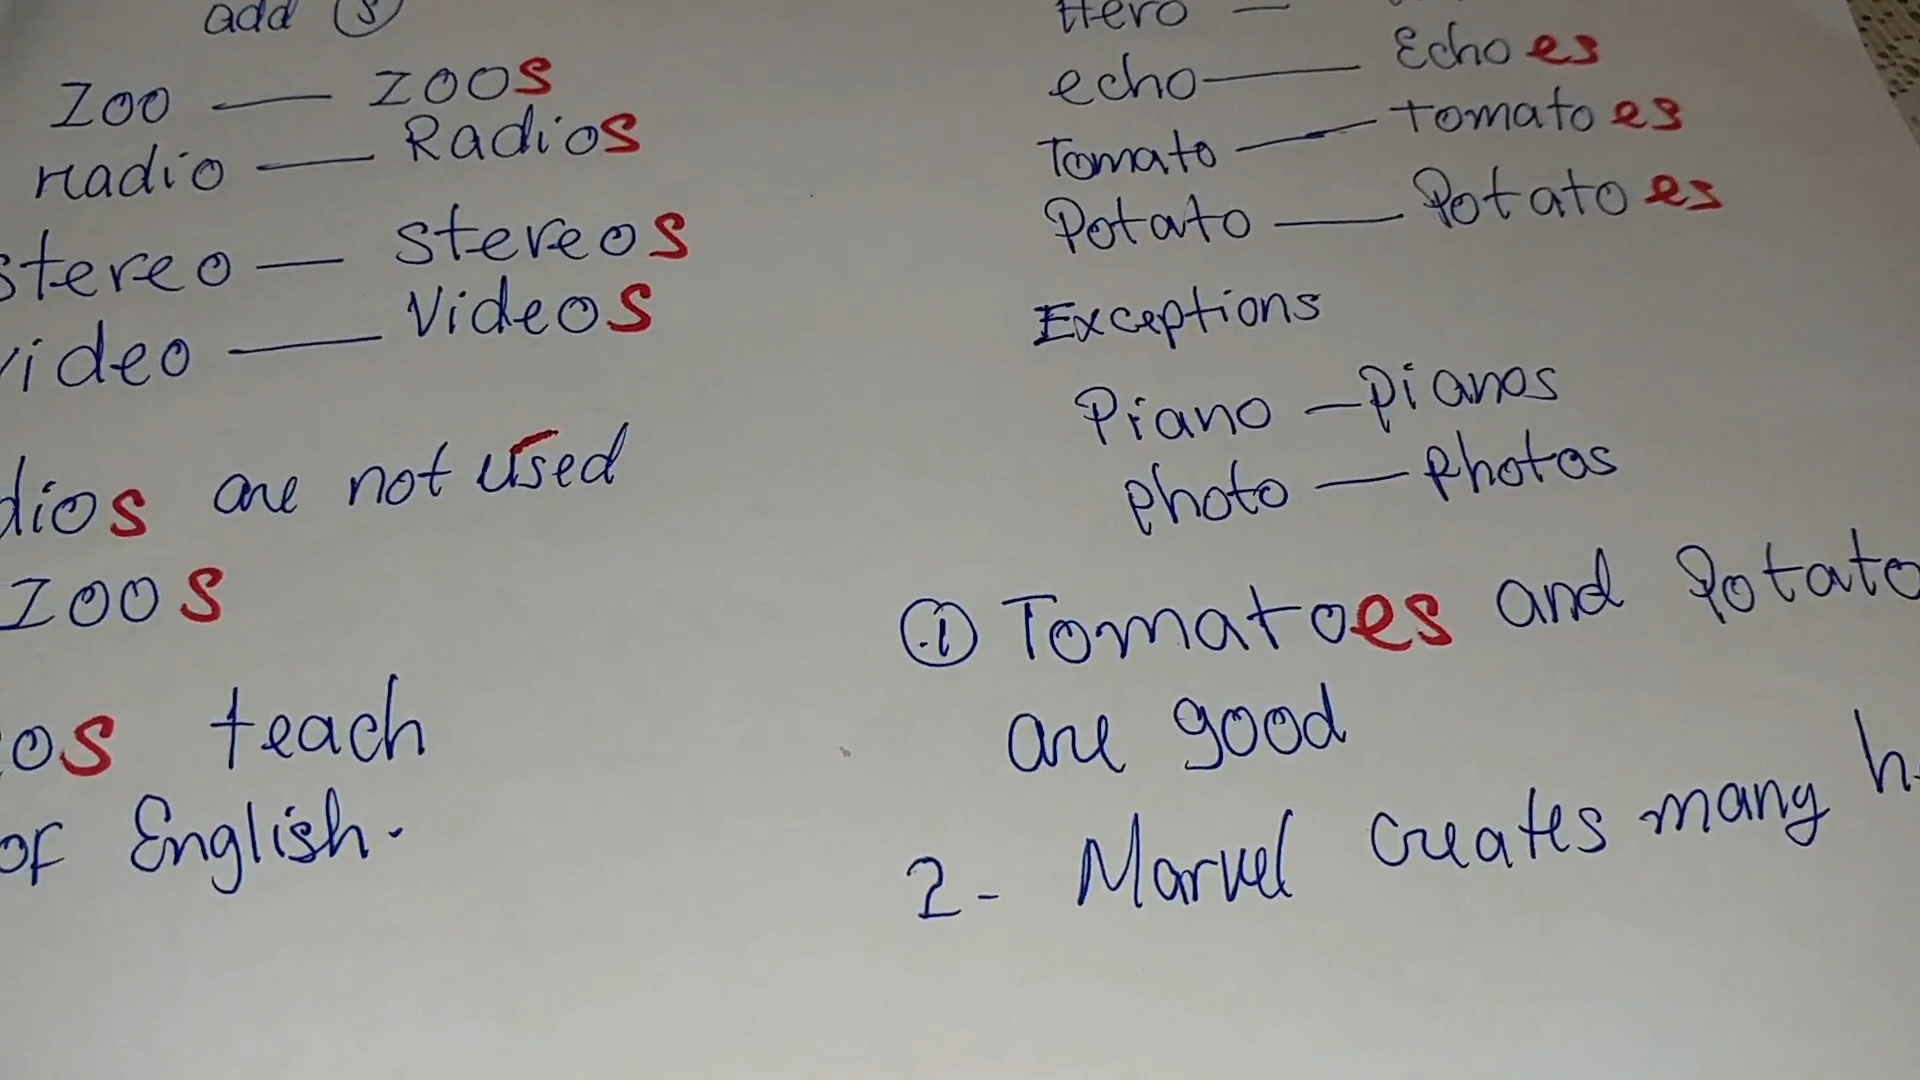 add s
Zoo — zoos
radio — Radios
stereo — stereos
video — Videos
dios are not used
zoos
os teach
of English.
Hero —
echo — Echoes
Tomato — Tomatoes
Potato — Potatoes
Exceptions
Piano — pianos
photo — photos
1 Tomatoes and Potato
are good
2- Marvel creates many h